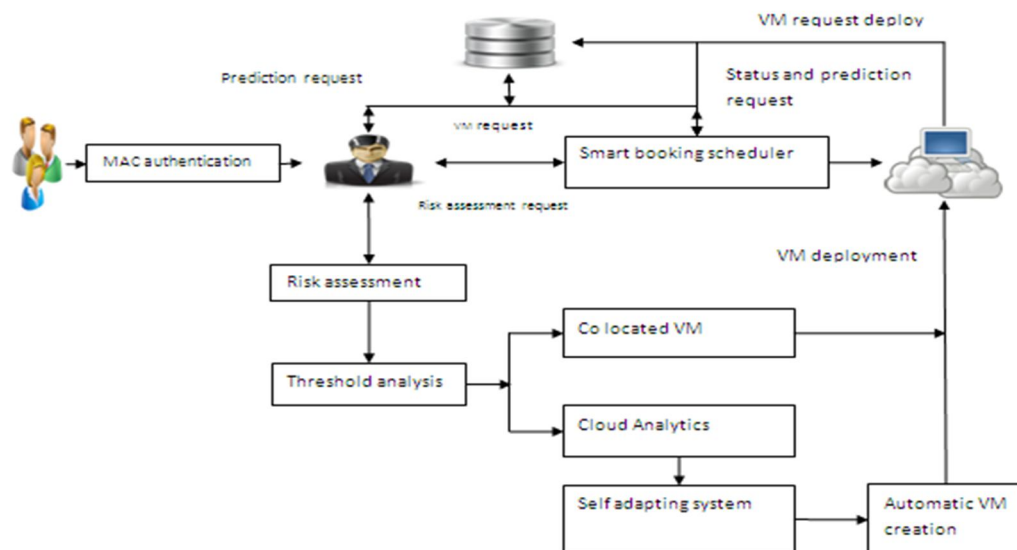 VM request deploy
Prediction request
Status and prediction
request
VM request
MAC authentication
Smart booking scheduler
Risk assessment request
VM deployment
Risk assessment
Co located VM
Threshold analysis
Cloud Analytics
Self adapting system
Automatic VM
creation